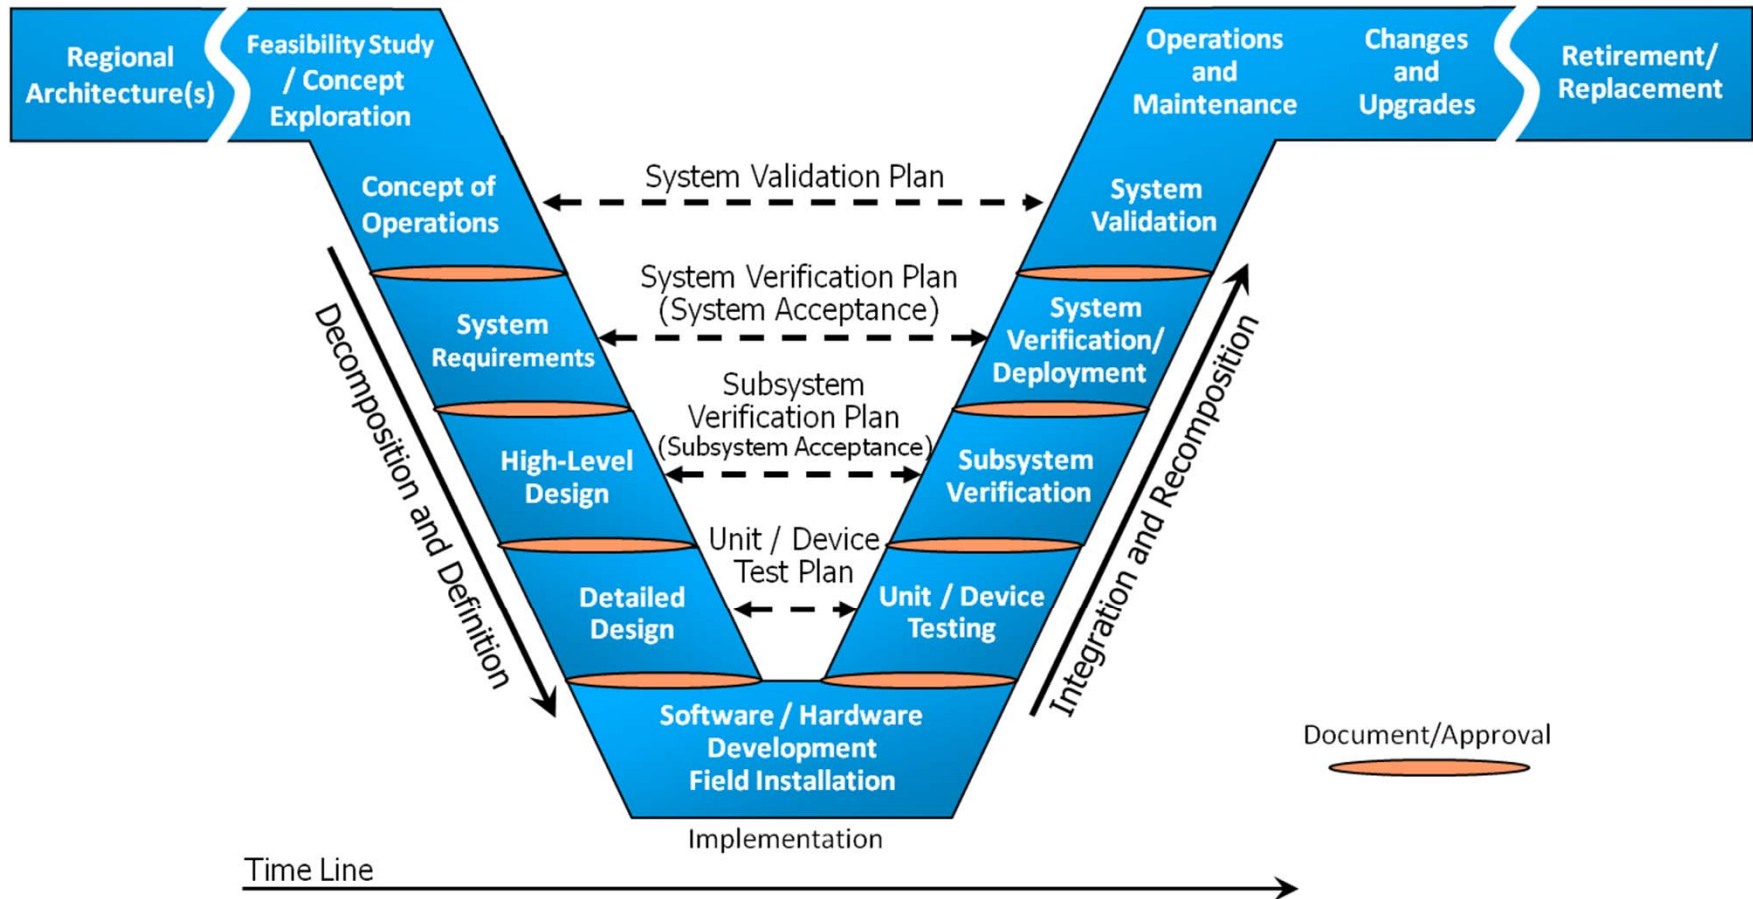 Regional
Architecture(s)
Feasibility Study
/ Concept
Exploration
Operations
and
Maintenance
Changes
and
Upgrades
Retirement/
Replacement
Concept of
Operations
System Validation Plan
System
Validation
System Verification Plan
(System Acceptance)
System
Requirements
System
Verification/
Deployment
Subsystem
Verification Plan
(Subsystem Acceptance)
High-Level
Design
Subsystem
Verification
Unit / Device
Test Plan
Detailed
Design
Unit / Device
Testing
Decomposition and Definition
Integration and Recomposition
Software / Hardware
Development
Field Installation
Implementation
Document/Approval
Time Line